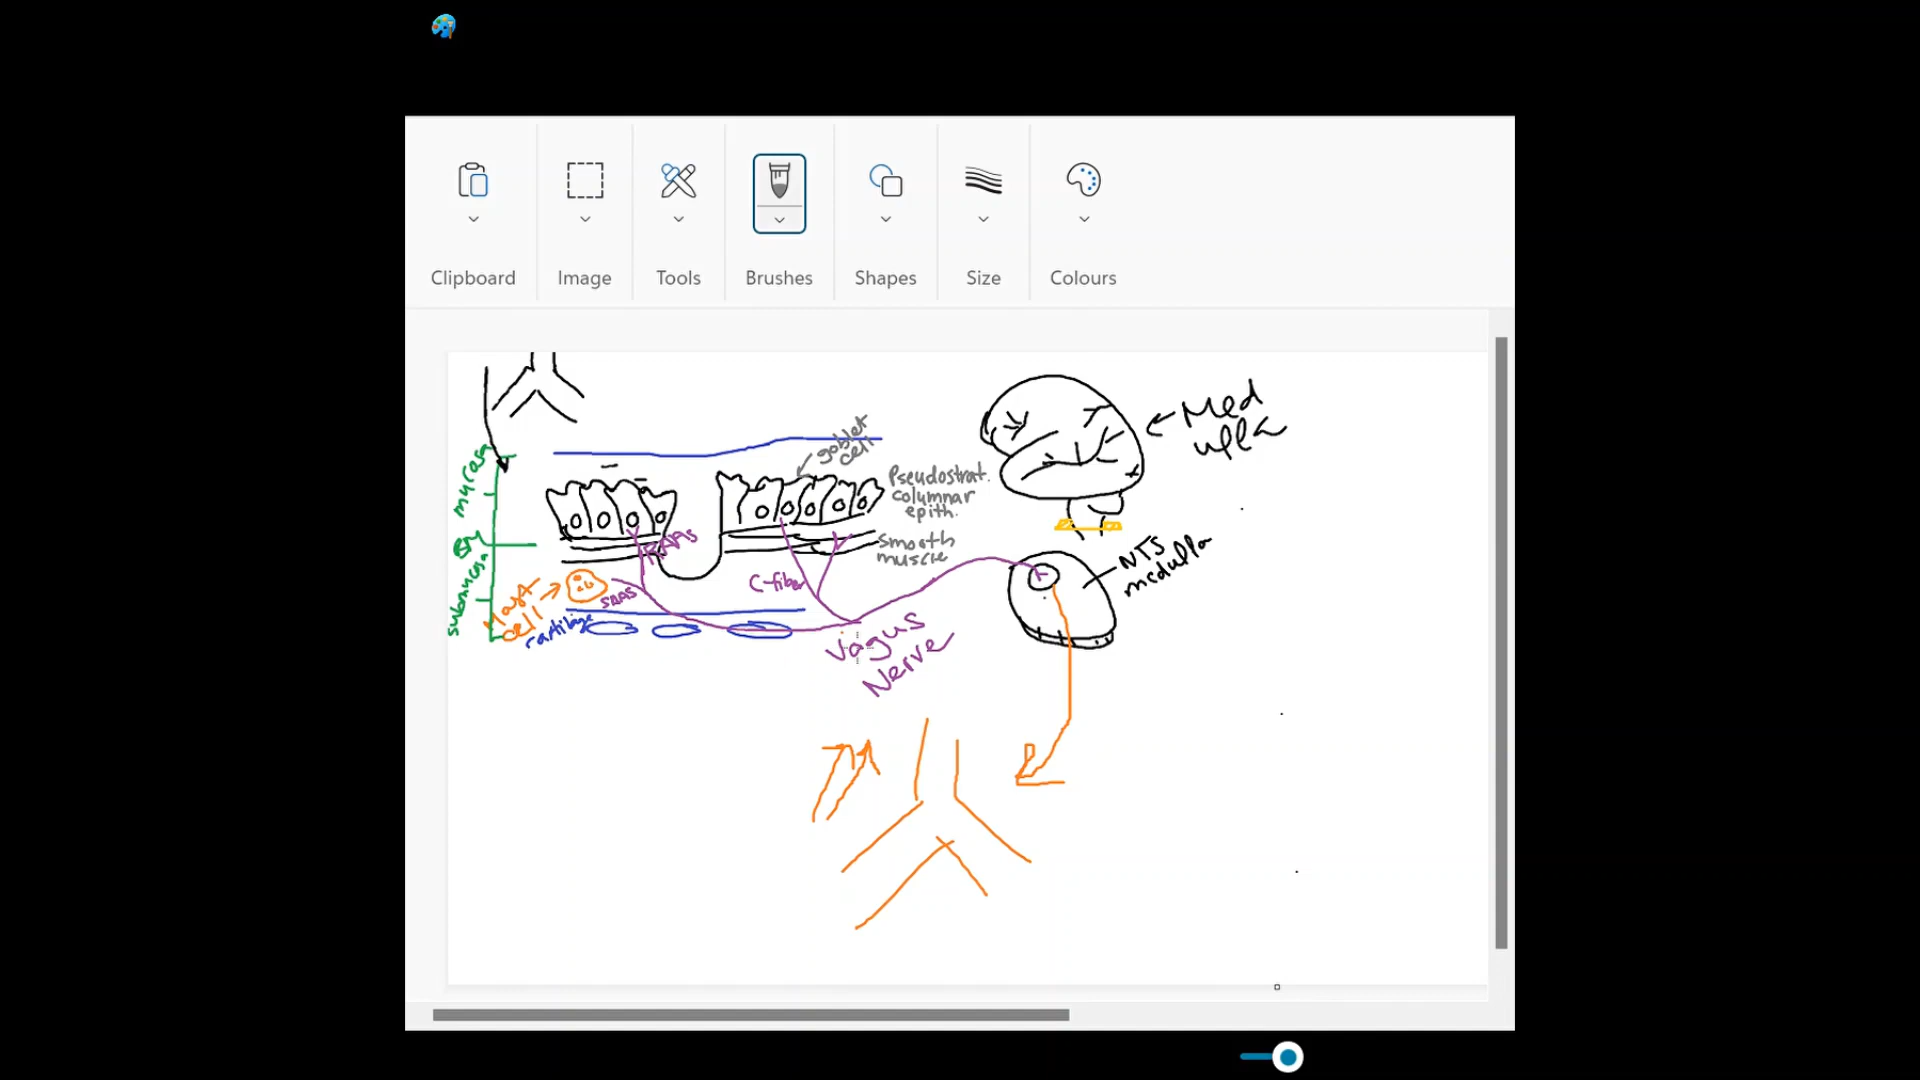 Clipboard
Image
Tools
Brushes
Shapes
Size
Colours
mucosa
submucosa
goblet
cell
Pseudostrat.
columnar
epith.
Smooth
muscle
RARs
SARs
C-fiber
Mast
cell
cartilage
Vagus
Nerve
Med
ulla
NTS
medulla